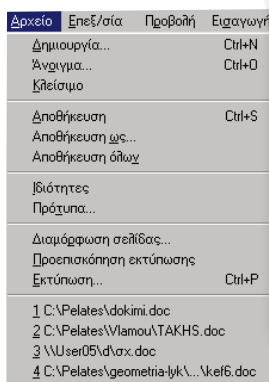 Αρχείο Επεξ/σία Προβολή Εισαγωγή
Δημιουργία... Ctrl+N
Άνοιγμα... Ctrl+O
Κλείσιμο
Αποθήκευση Ctrl+S
Αποθήκευση ως...
Αποθήκευση όλων
Ιδιότητες
Πρότυπα...
Διαμόρφωση σελίδας...
Προεπισκόπηση εκτύπωσης
Εκτύπωση... Ctrl+P
1 C:\Pelates\dokimi.doc
2 C:\Pelates\Vlamou\TAKHS.doc
3 \\User05\d\σχ.doc
4 C:\Pelates\geometria-lyk\...\kef6.doc